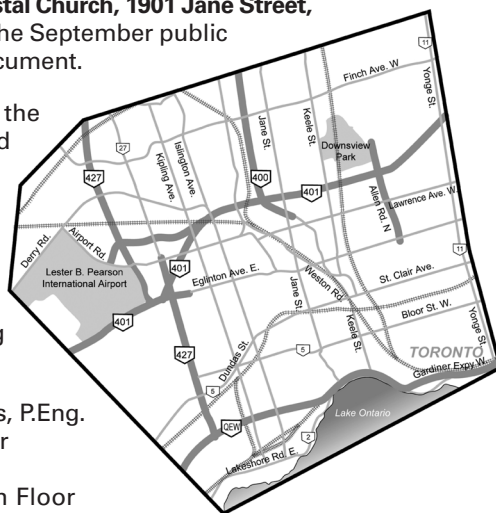 stal Church, 1901 Jane Street,
he September public
cument.
the
d
g
s, P.Eng.
r
n Floor
11
Finch Ave. W
Yonge St.
27
Jane St.
Keele St.
Downsview
Park
Islington Ave.
Kipling Ave.
427
400
401
Allen Rd. N
Lawrence Ave. W.
Derry Rd.
Airport Rd.
Lester B. Pearson
International Airport
401
Eglinton Ave. E.
Weston Rd.
11
St. Clair Ave.
Jane St.
Keele St.
Bloor St. W.
401
427
Dundas St.
5
Yonge St.
TORONTO
Gardiner Expy W.
5
QEW
Lake Ontario
2
Lakeshore Rd. E.